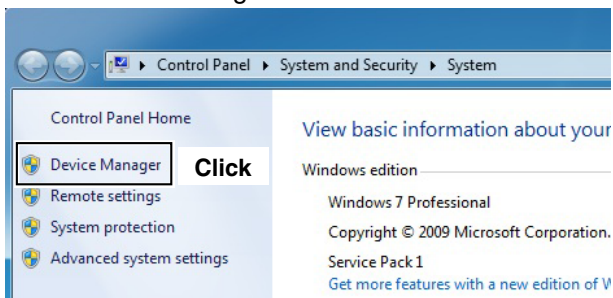 Control Panel ▸ System and Security ▸ System
Control Panel Home
Device Manager
Click
Remote settings
System protection
Advanced system settings
View basic information about your
Windows edition
Windows 7 Professional
Copyright © 2009 Microsoft Corporation.
Service Pack 1
Get more features with a new edition of